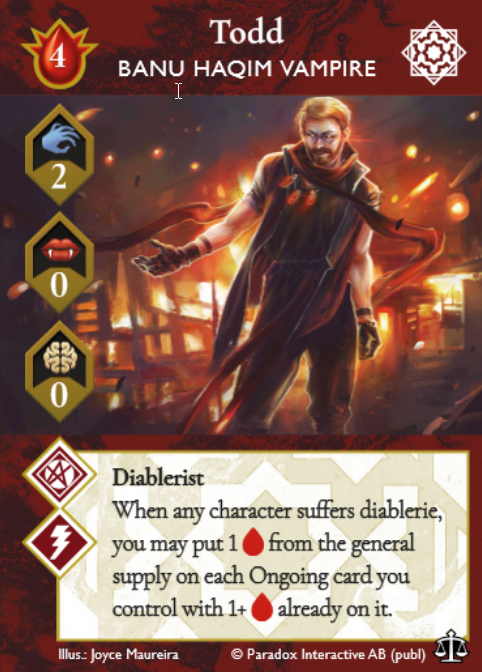 4
Todd
BANU HAQIM VAMPIRE
2
0
0
Diablerist
When any character suffers diablerie,
you may put 1 from the general
supply on each Ongoing card you
control with 1+ already on it.
Illus.: Joyce Maureira © Paradox Interactive AB (publ)